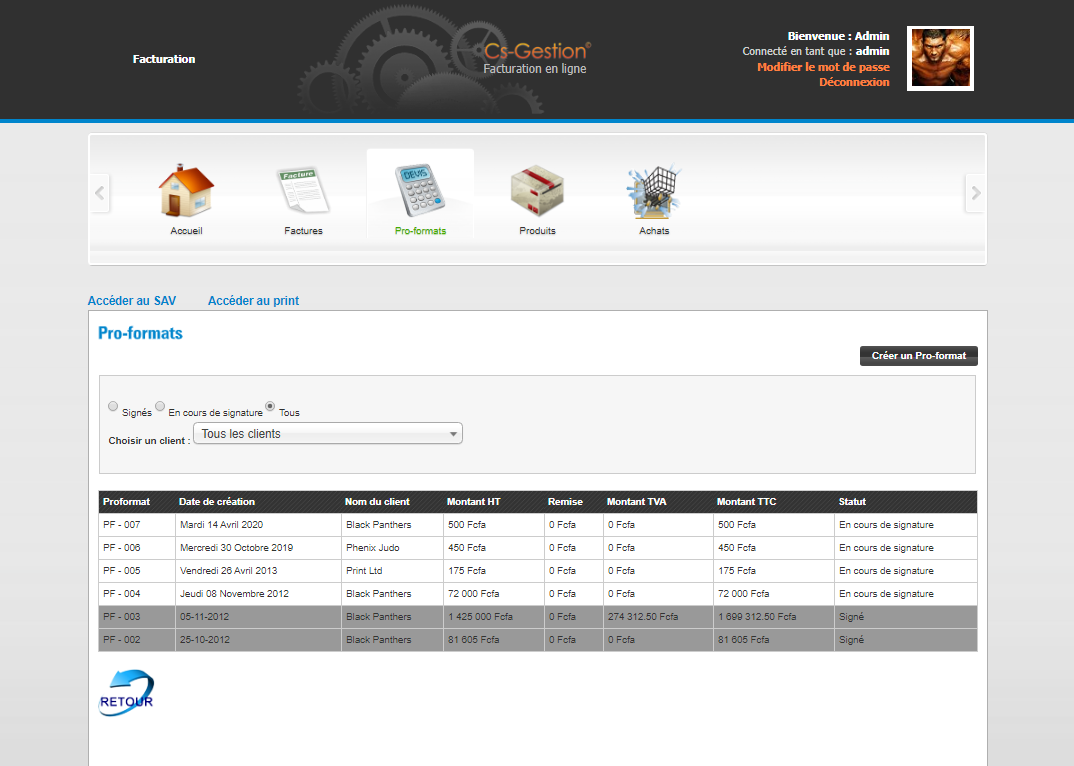 Facturation
Cs-Gestion©
Facturation en ligne
Bienvenue : Admin
Connecté en tant que : admin
Modifier le mot de passe
Déconnexion
Facture
DEVIS
Accueil
Factures
Pro-formats
Produits
Achats
Accéder au SAV
Accéder au print
Pro-formats
Créer un Pro-format
Signés En cours de signature Tous
Choisir un client : Tous les clients
Proformat Date de création Nom du client Montant HT Remise Montant TVA Montant TTC Statut
PF - 007 Mardi 14 Avril 2020 Black Panthers 500 Fcfa 0 Fcfa 0 Fcfa 500 Fcfa En cours de signature
PF - 006 Mercredi 30 Octobre 2019 Phenix Judo 450 Fcfa 0 Fcfa 0 Fcfa 450 Fcfa En cours de signature
PF - 005 Vendredi 26 Avril 2013 Print Ltd 175 Fcfa 0 Fcfa 0 Fcfa 175 Fcfa En cours de signature
PF - 004 Jeudi 08 Novembre 2012 Black Panthers 72 000 Fcfa 0 Fcfa 0 Fcfa 72 000 Fcfa En cours de signature
PF - 003 05-11-2012 Black Panthers 1 425 000 Fcfa 0 Fcfa 274 312.50 Fcfa 1 699 312.50 Fcfa Signé
PF - 002 25-10-2012 Black Panthers 81 605 Fcfa 0 Fcfa 0 Fcfa 81 605 Fcfa Signé
RETOUR